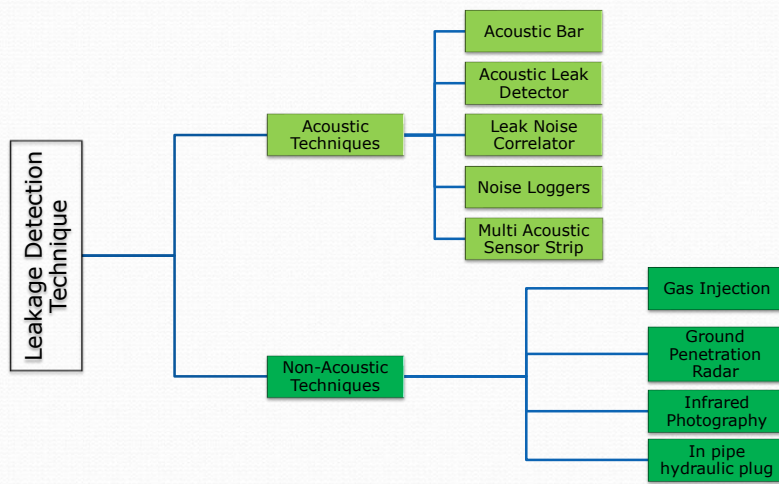 Leakage Detection
Technique
Acoustic
Techniques
Acoustic Bar
Acoustic Leak
Detector
Leak Noise
Correlator
Noise Loggers
Multi Acoustic
Sensor Strip
Non-Acoustic
Techniques
Gas Injection
Ground
Penetration
Radar
Infrared
Photography
In pipe
hydraulic plug